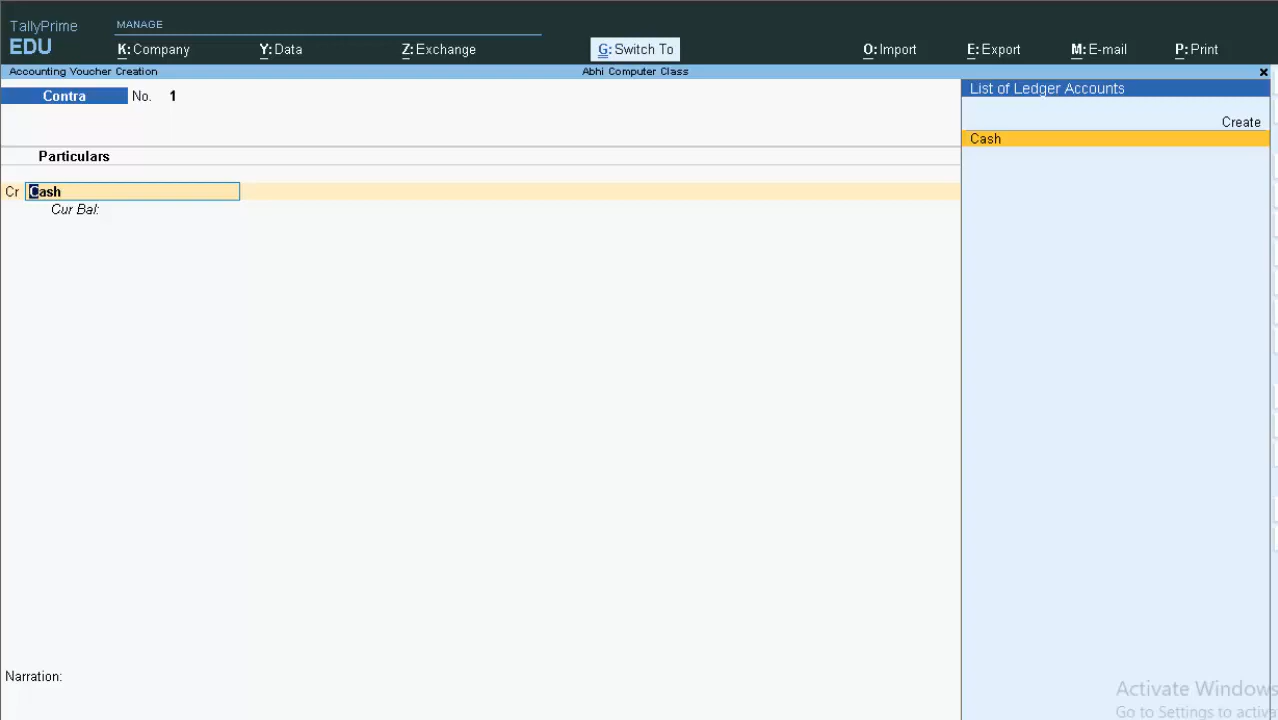 TallyPrime
MANAGE
EDU
K: Company
Y: Data
Z: Exchange
G: Switch To
O: Import
E: Export
M: E-mail
P: Print
Accounting Voucher Creation
Abhi Computer Class
x
Contra
No. 1
List of Ledger Accounts
Create
Cash
Particulars
Cr Cash
Cur Bal:
Narration:
Activate Windows
Go to Settings to activa